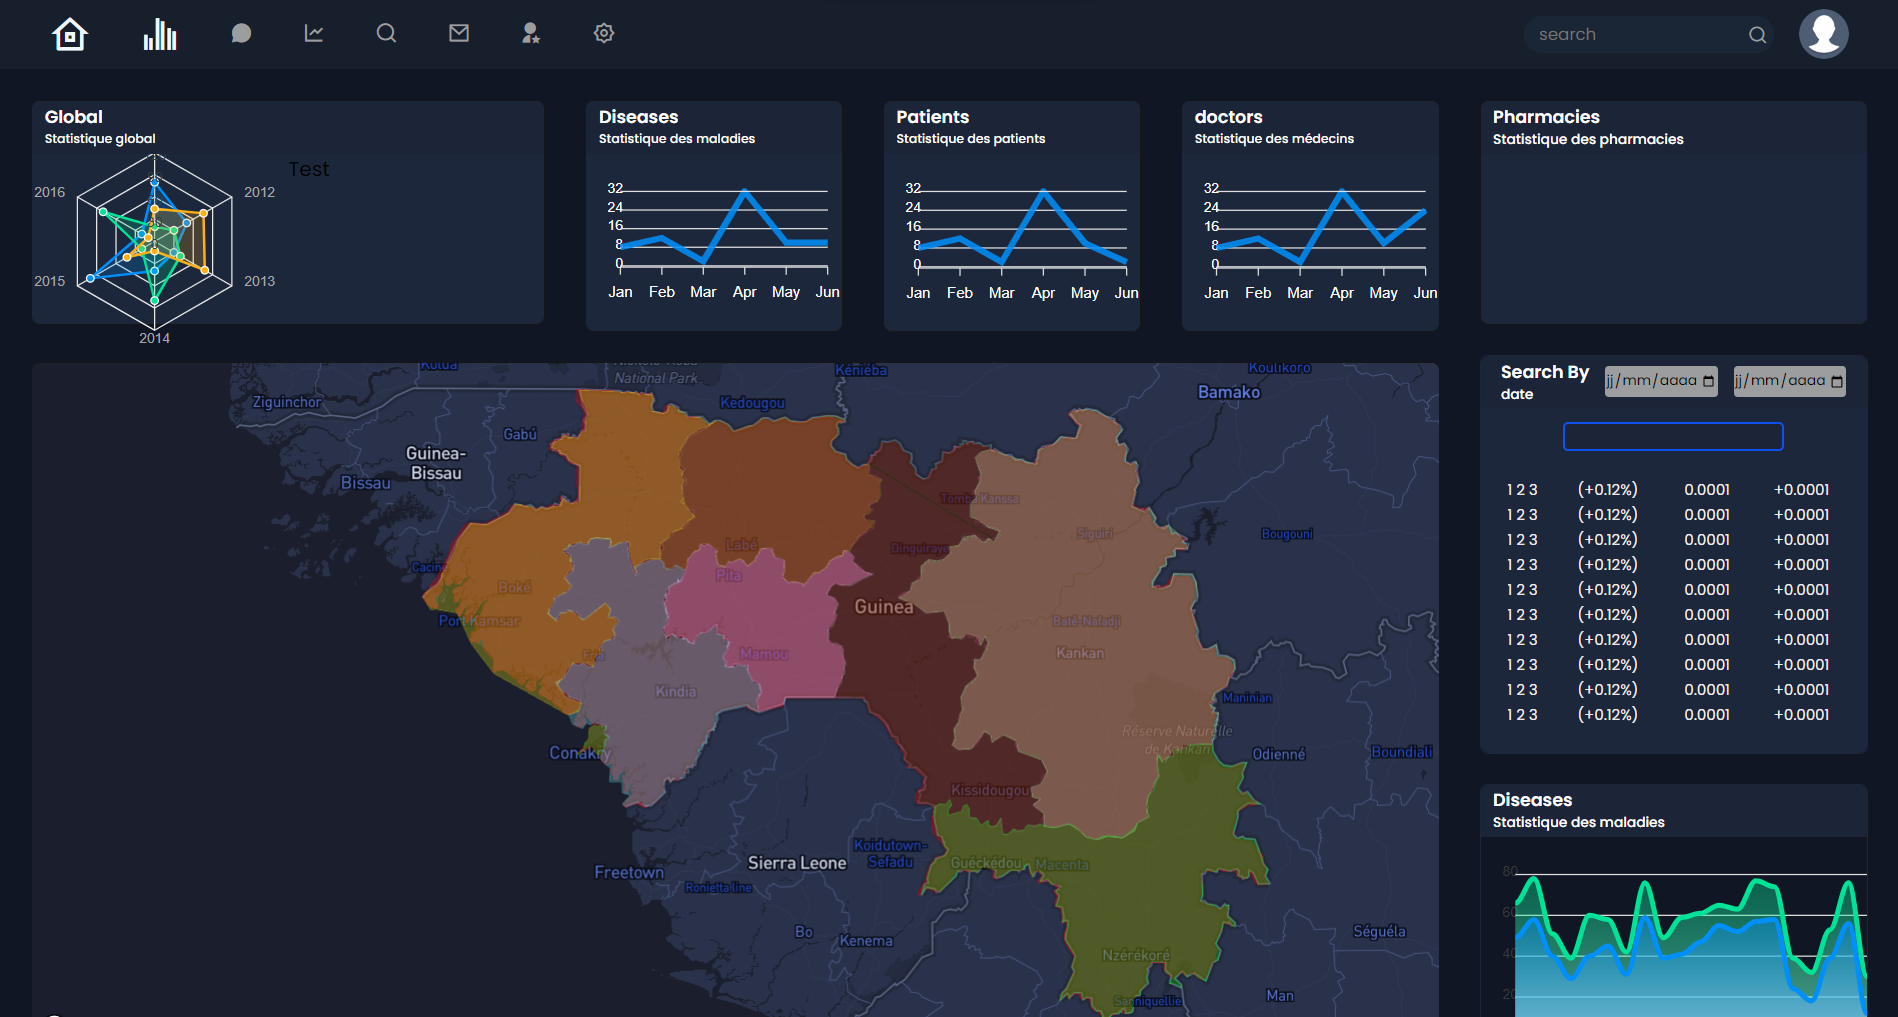 search
Global
Statistique global
Test
2016
2012
2015
2013
2014
Diseases
Statistique des maladies
32
24
16
8
0
Jan Feb Mar Apr May Jun
Patients
Statistique des patients
32
24
16
8
0
Jan Feb Mar Apr May Jun
doctors
Statistique des médecins
32
24
16
8
0
Jan Feb Mar Apr May Jun
Pharmacies
Statistique des pharmacies
National Park
Kéniéba
Koulikoro
Ziguinchor
Kedougou
Bamako
Gabú
Guinea-
Bissau
Bissau
Tomba Kanssa
Siguiri
Bougouni
Labé
Dinguiraye
Cacine
Pita
Boké
Guinea
Port-Kamsar
Baté-Nafadji
Fria
Mamou
Kankan
Kindia
Maninian
Réserve Naturelle
de Kankan
Conakry
Odienné
Boundiali
Kissidougou
Koidutown-
Sefadu
Sierra Leone
Guéckédou
Macenta
Freetown
Ronietta line
Bo
Kenema
Séguéla
Nzérékoré
Man
Sanniquellie
Search By
date
jj/mm/aaaa
jj/mm/aaaa
1 2 3 (+0.12%) 0.0001 +0.0001
1 2 3 (+0.12%) 0.0001 +0.0001
1 2 3 (+0.12%) 0.0001 +0.0001
1 2 3 (+0.12%) 0.0001 +0.0001
1 2 3 (+0.12%) 0.0001 +0.0001
1 2 3 (+0.12%) 0.0001 +0.0001
1 2 3 (+0.12%) 0.0001 +0.0001
1 2 3 (+0.12%) 0.0001 +0.0001
1 2 3 (+0.12%) 0.0001 +0.0001
1 2 3 (+0.12%) 0.0001 +0.0001
Diseases
Statistique des maladies
80
60
40
20